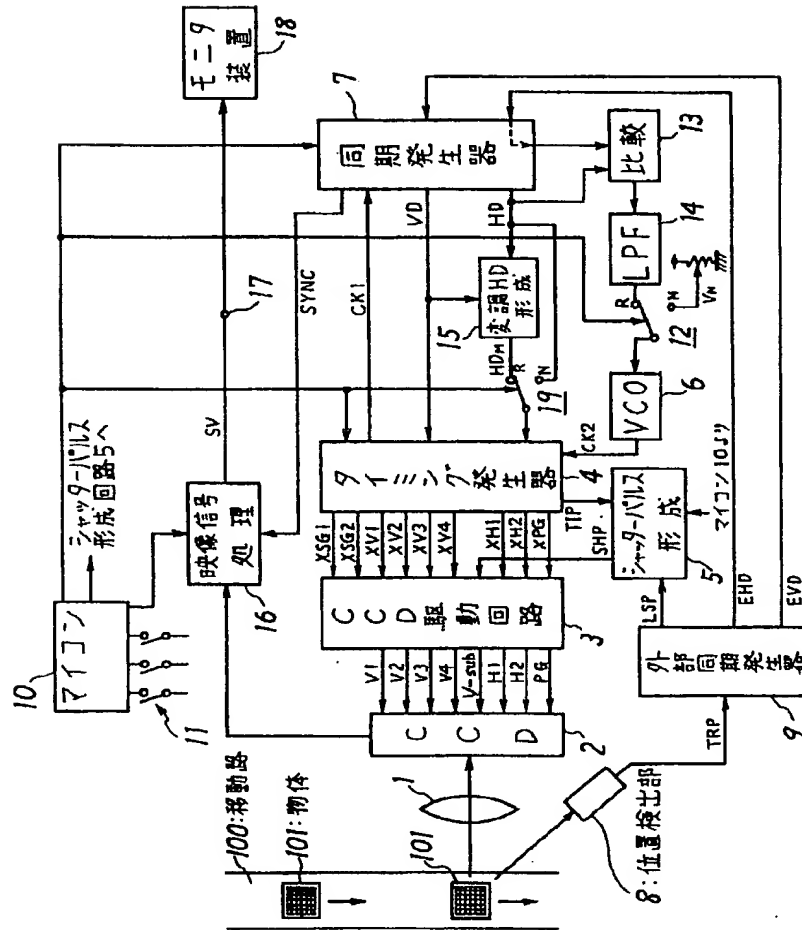 モニタ
装置
18
7
同期発生器
比較
13
LPF
14
R
N
V_N
12
VCO
6
VD
HD
変調HD
形成
15
HD_M
R
N
19
CK1
SYNC
17
SV
CK2
タイミング発生器
4
TIP
SHP
シャッターパルス
形成
5
マイコン10より
LSP
EHD
EVD
外部同期発生器
9
TRP
シャッターパルス
形成回路5へ
映像信号
処理
16
XSG1
XSG2
XV1
XV2
XV3
XV4
XH1
XH2
XPG
CCD駆動回路
3
V1
V2
V3
V4
V-sub
H1
H2
PG
CCD
2
マイコン
10
11
1
100:移動路
101:物体
101
8:位置検出部